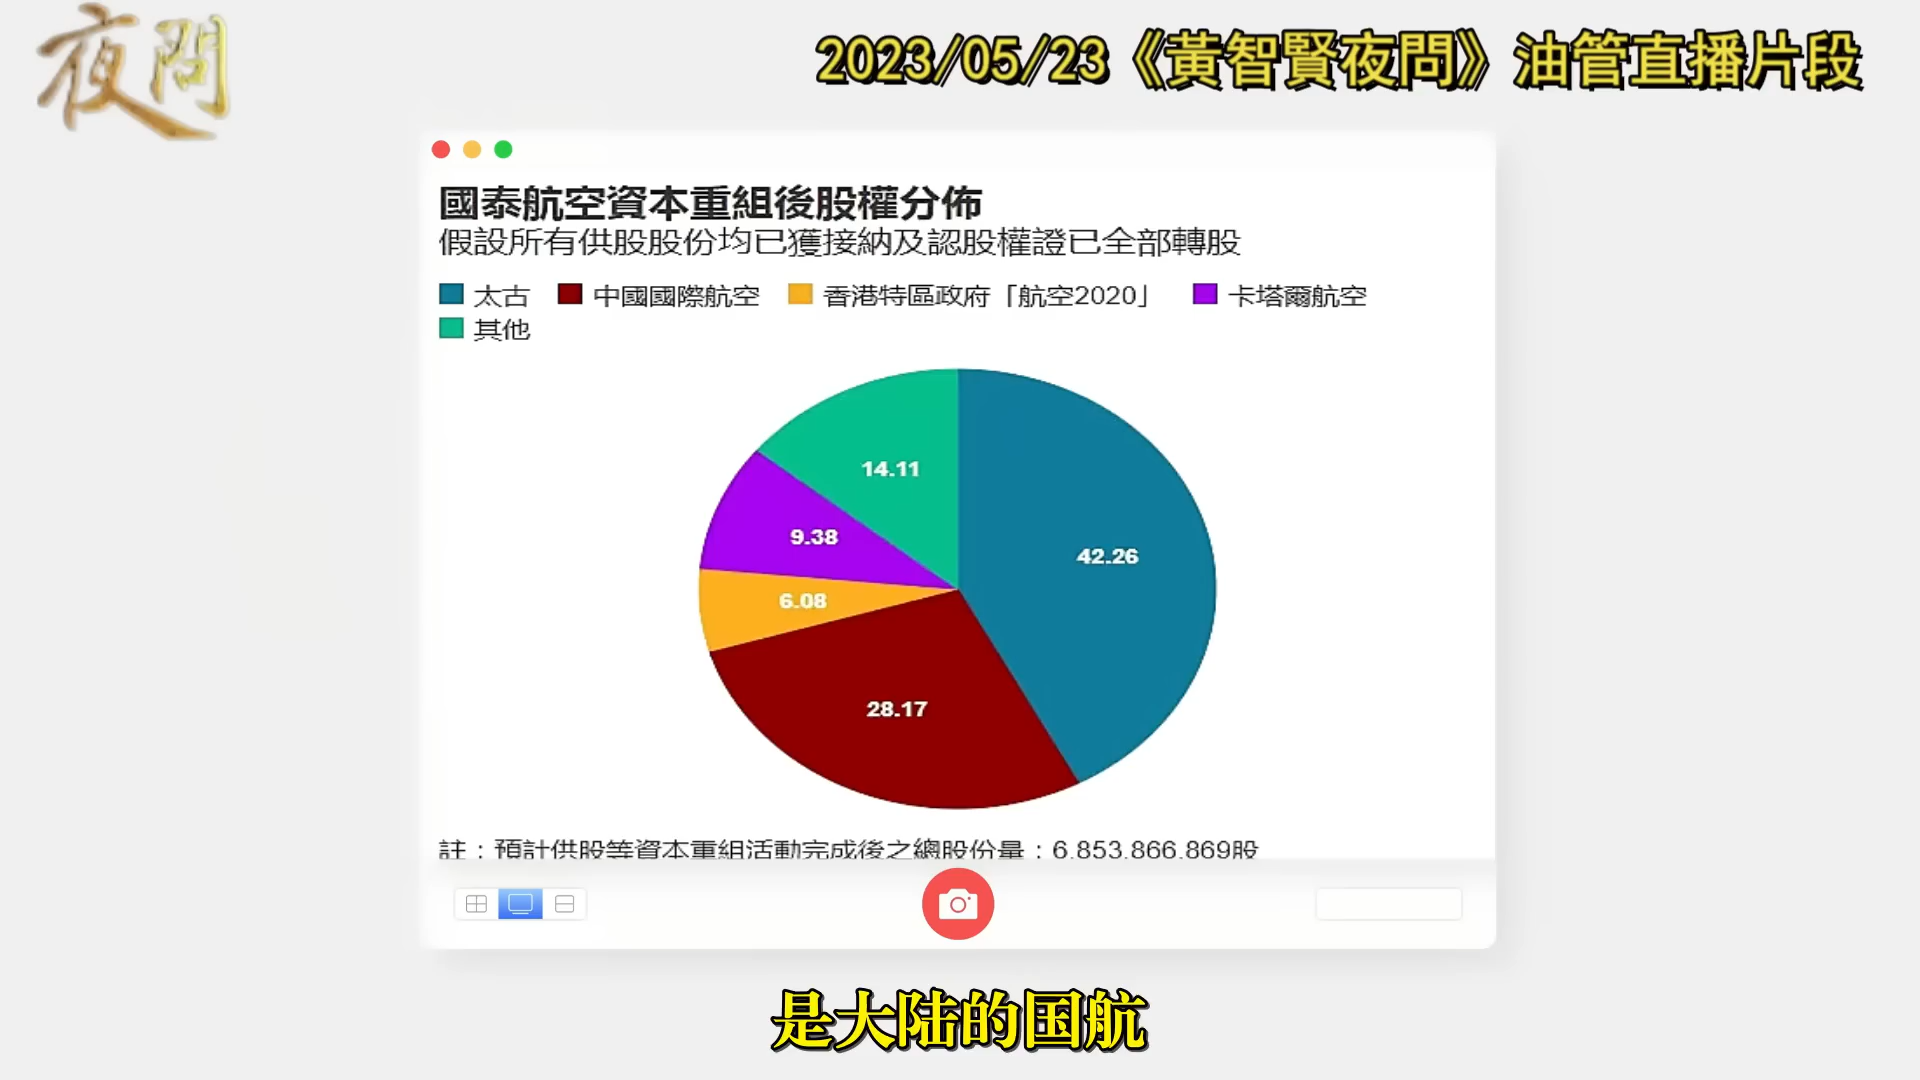 夜問
2023/05/23《黃智賢夜問》油管直播片段
國泰航空資本重組後股權分佈
假設所有供股股份均已獲接納及認股權證已全部轉股
太古 中國國際航空 香港特區政府「航空2020」 卡塔爾航空
其他
14.11
9.38
42.26
6.08
28.17
註：預計供股等資本重組活動完成後之總股份量：6,853,866,869股
是大陆的国航